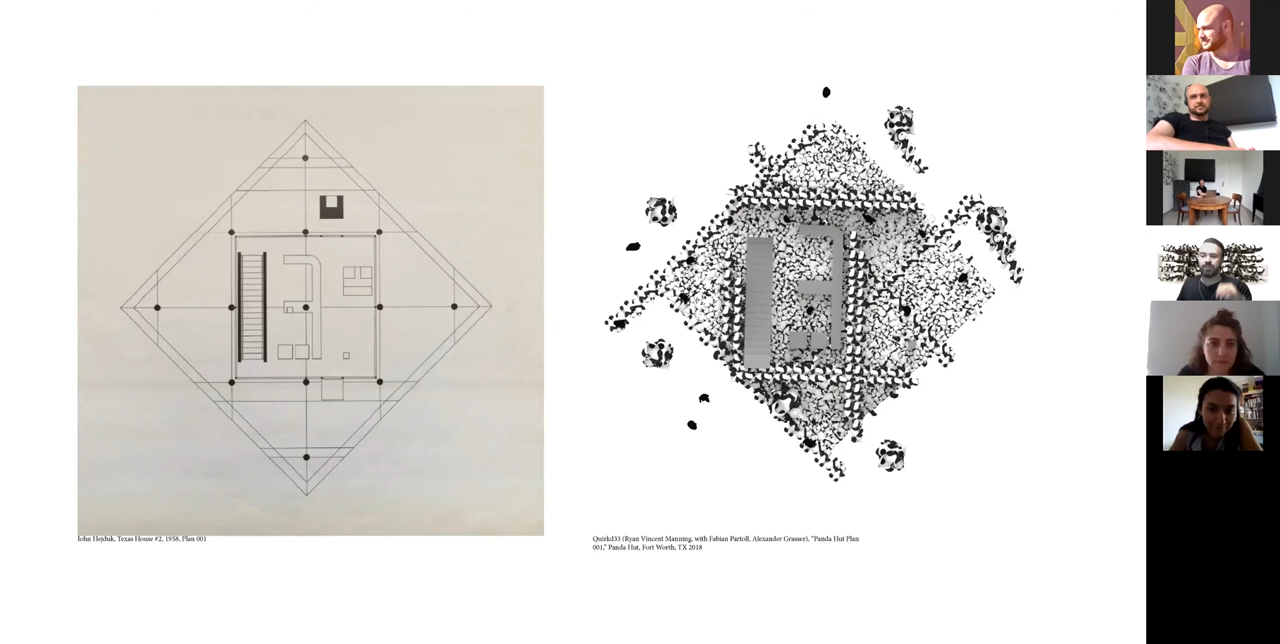 John Hejduk, Texas House #2, 1958, Plan 001
Quirkd33 (Ryan Vincent Manning, with Fabian Partoll, Alexander Grasser), "Panda Hut Plan
001," Panda Hut, Fort Worth, TX 2018